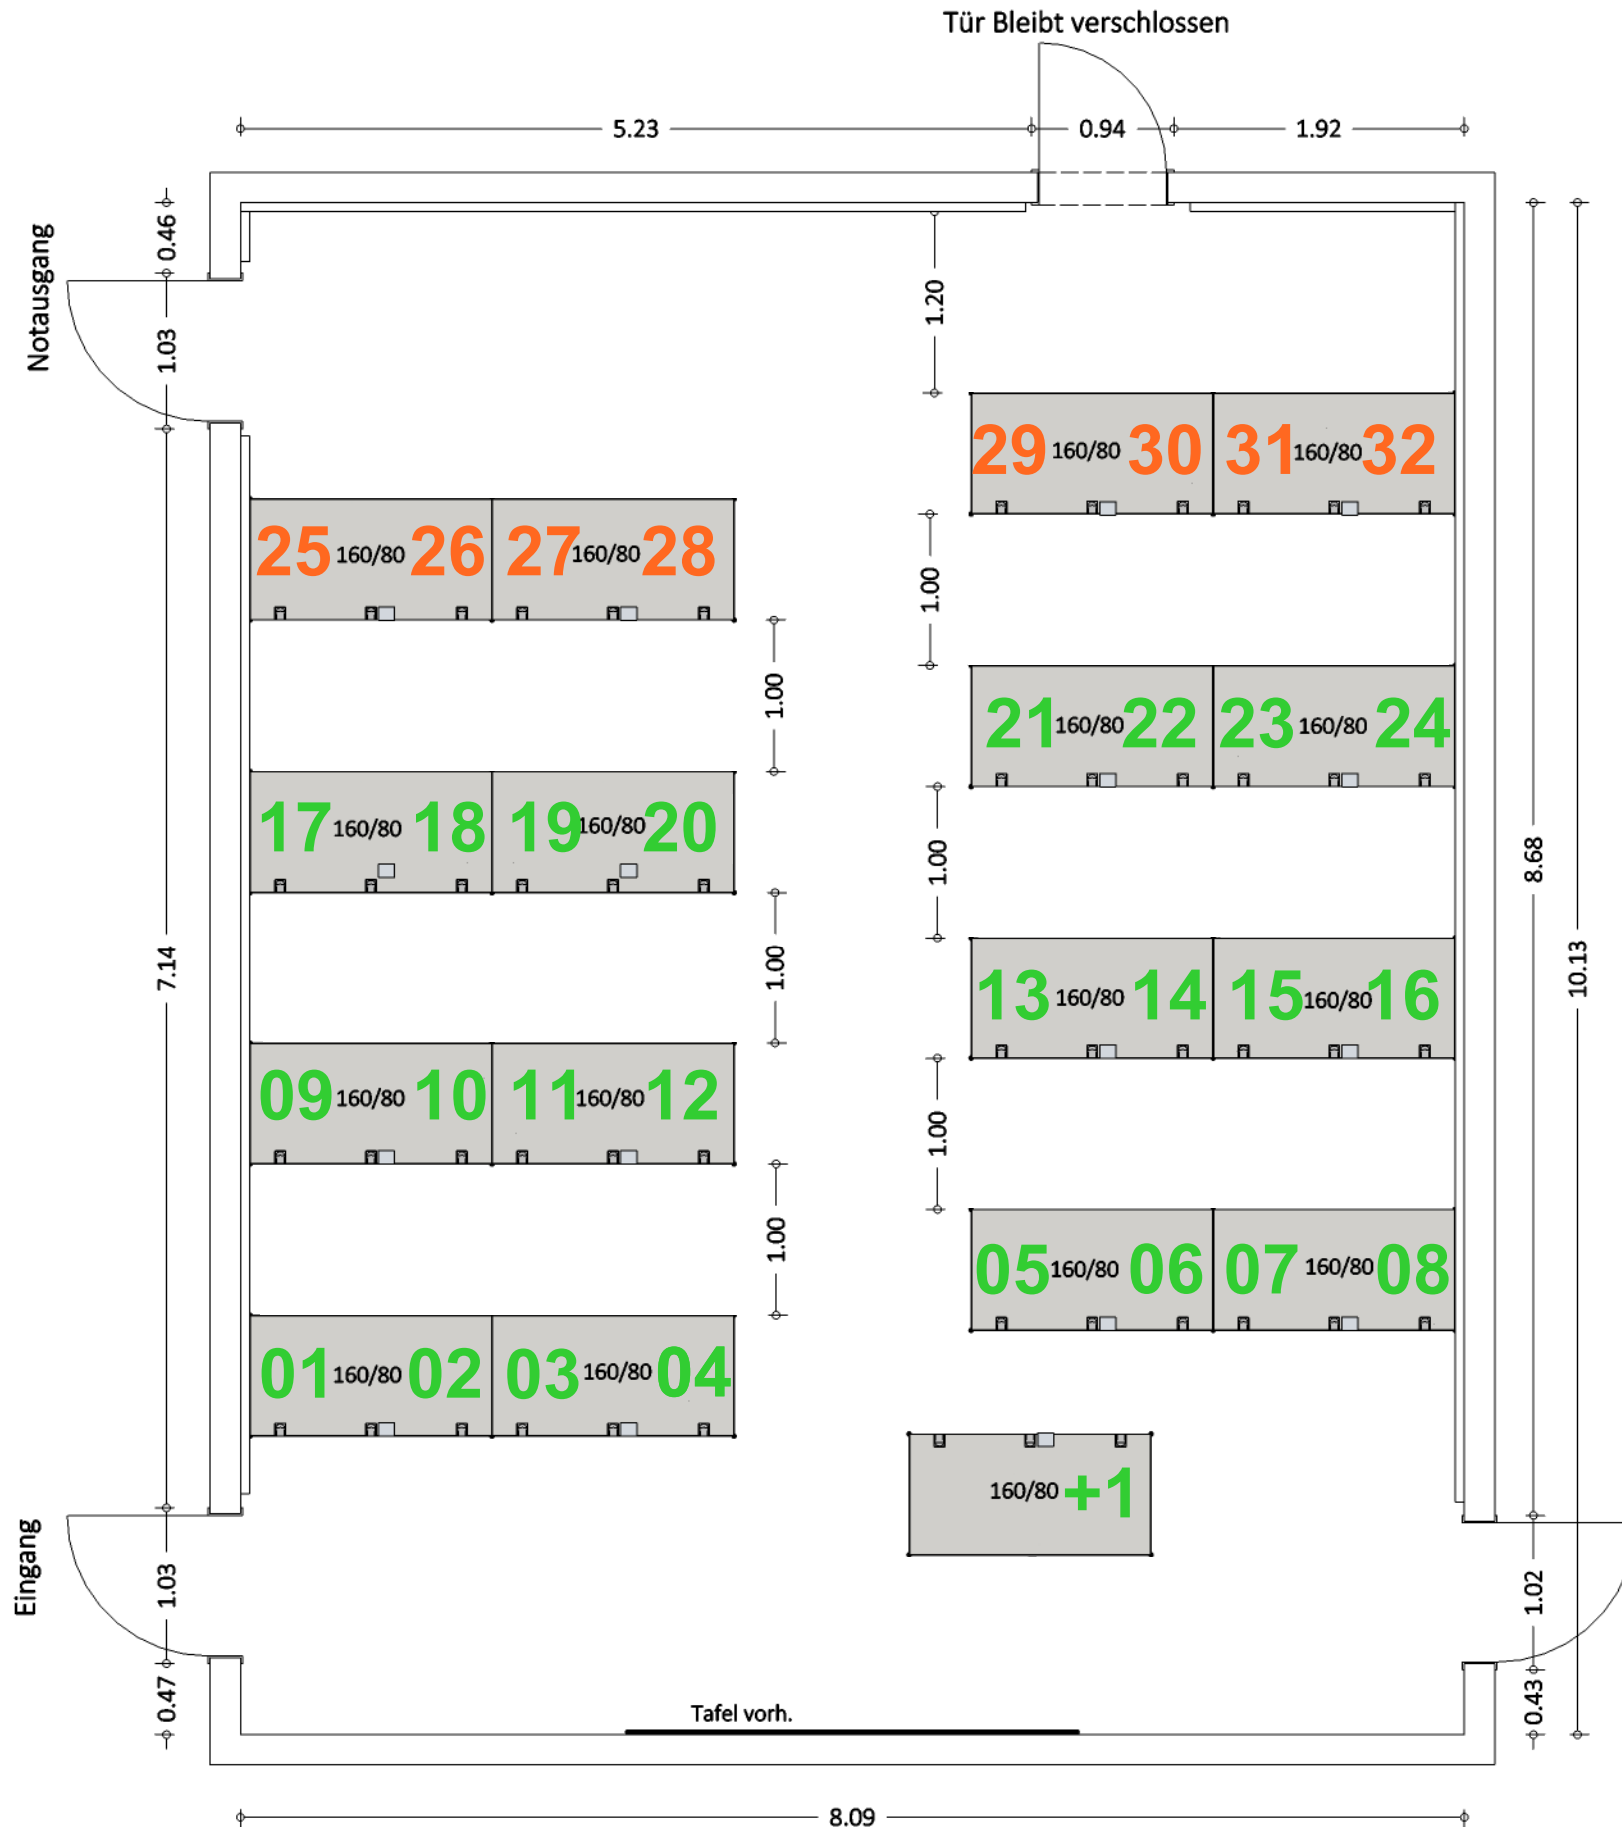 Tür Bleibt verschlossen
5.23 0.94 1.92
0.46
Notausgang
1.03
1.20
29 160/80 30 31 160/80 32
25 160/80 26 27 160/80 28
1.00
1.00
21 160/80 22 23 160/80 24
17 160/80 18 19 160/80 20
1.00
8.68
7.14
1.00
10.13
13 160/80 14 15 160/80 16
09 160/80 10 11 160/80 12
1.00
1.00
05 160/80 06 07 160/80 08
01 160/80 02 03 160/80 04
160/80 +1
Eingang
1.03
1.02
0.47
0.43
Tafel vorh.
8.09